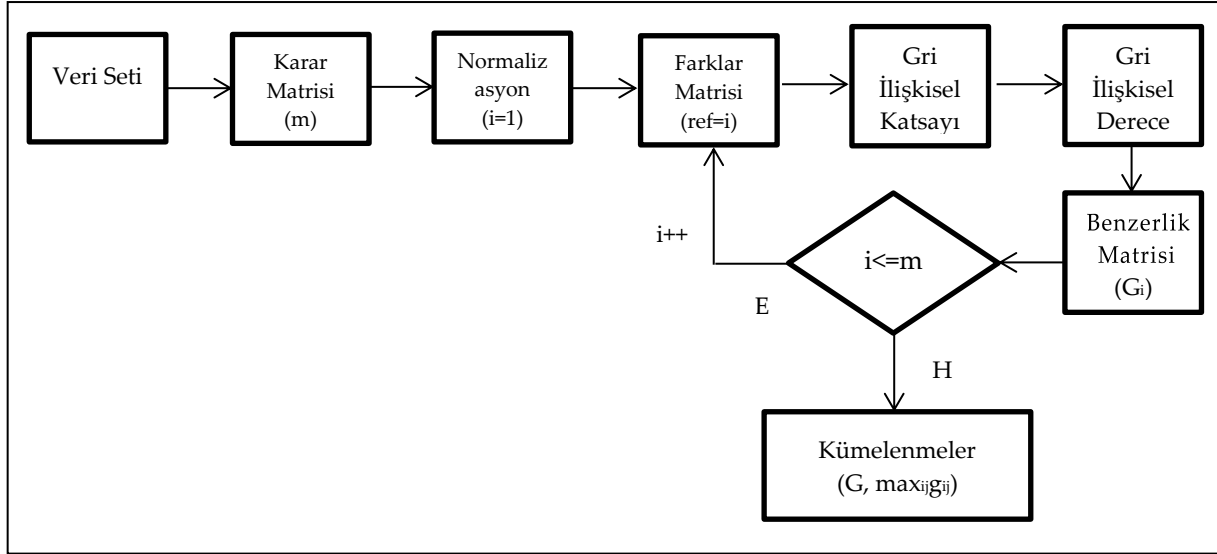 Veri Seti
Karar
Matrisi
(m)
Normaliz
asyon
(i=1)
Farklar
Matrisi
(ref=i)
Gri
İlişkisel
Katsayı
Gri
İlişkisel
Derece
Benzerlik
Matrisi
(Gi)
i<=m
i++
E
H
Kümelenmeler
(G, maxijgij)